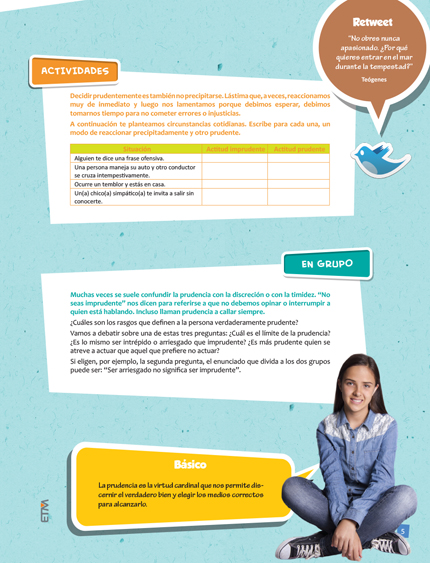 Retweet
"No obres nunca
apasionado. ¿Por qué
quieres entrar en el mar
durante la tempestad?"
Teógenes
ACTIVIDADES
Decidir prudentemente es también no precipitarse. Lástima que, a veces, reaccionamos
muy de inmediato y luego nos lamentamos porque debimos esperar, debimos
tomarnos tiempo para no cometer errores o injusticias.
A continuación te planteamos circunstancias cotidianas. Escribe para cada una, un
modo de reaccionar precipitadamente y otro prudente.
Situación Actitud imprudente Actitud prudente
Alguien te dice una frase ofensiva.
Una persona maneja su auto y otro conductor
se cruza intempestivamente.
Ocurre un temblor y estás en casa.
Un(a) chico(a) simpático(a) te invita a salir sin
conocerte.
EN GRUPO
Muchas veces se suele confundir la prudencia con la discreción o con la timidez. "No
seas imprudente" nos dicen para referirse a que no debemos opinar o interrumpir a
quien está hablando. Incluso llaman prudencia a callar siempre.
¿Cuáles son los rasgos que definen a la persona verdaderamente prudente?
Vamos a debatir sobre una de estas tres preguntas: ¿Cuál es el límite de la prudencia?
¿Es lo mismo ser intrépido o arriesgado que imprudente? ¿Es más prudente quien se
atreve a actuar que aquel que prefiere no actuar?
Si eligen, por ejemplo, la segunda pregunta, el enunciado que divida a los dos grupos
puede ser: "Ser arriesgado no significa ser imprudente".
Básico
La prudencia es la virtud cardinal que nos permite dis-
cernir el verdadero bien y elegir los medios correctos
para alcanzarlo.
ETM
5